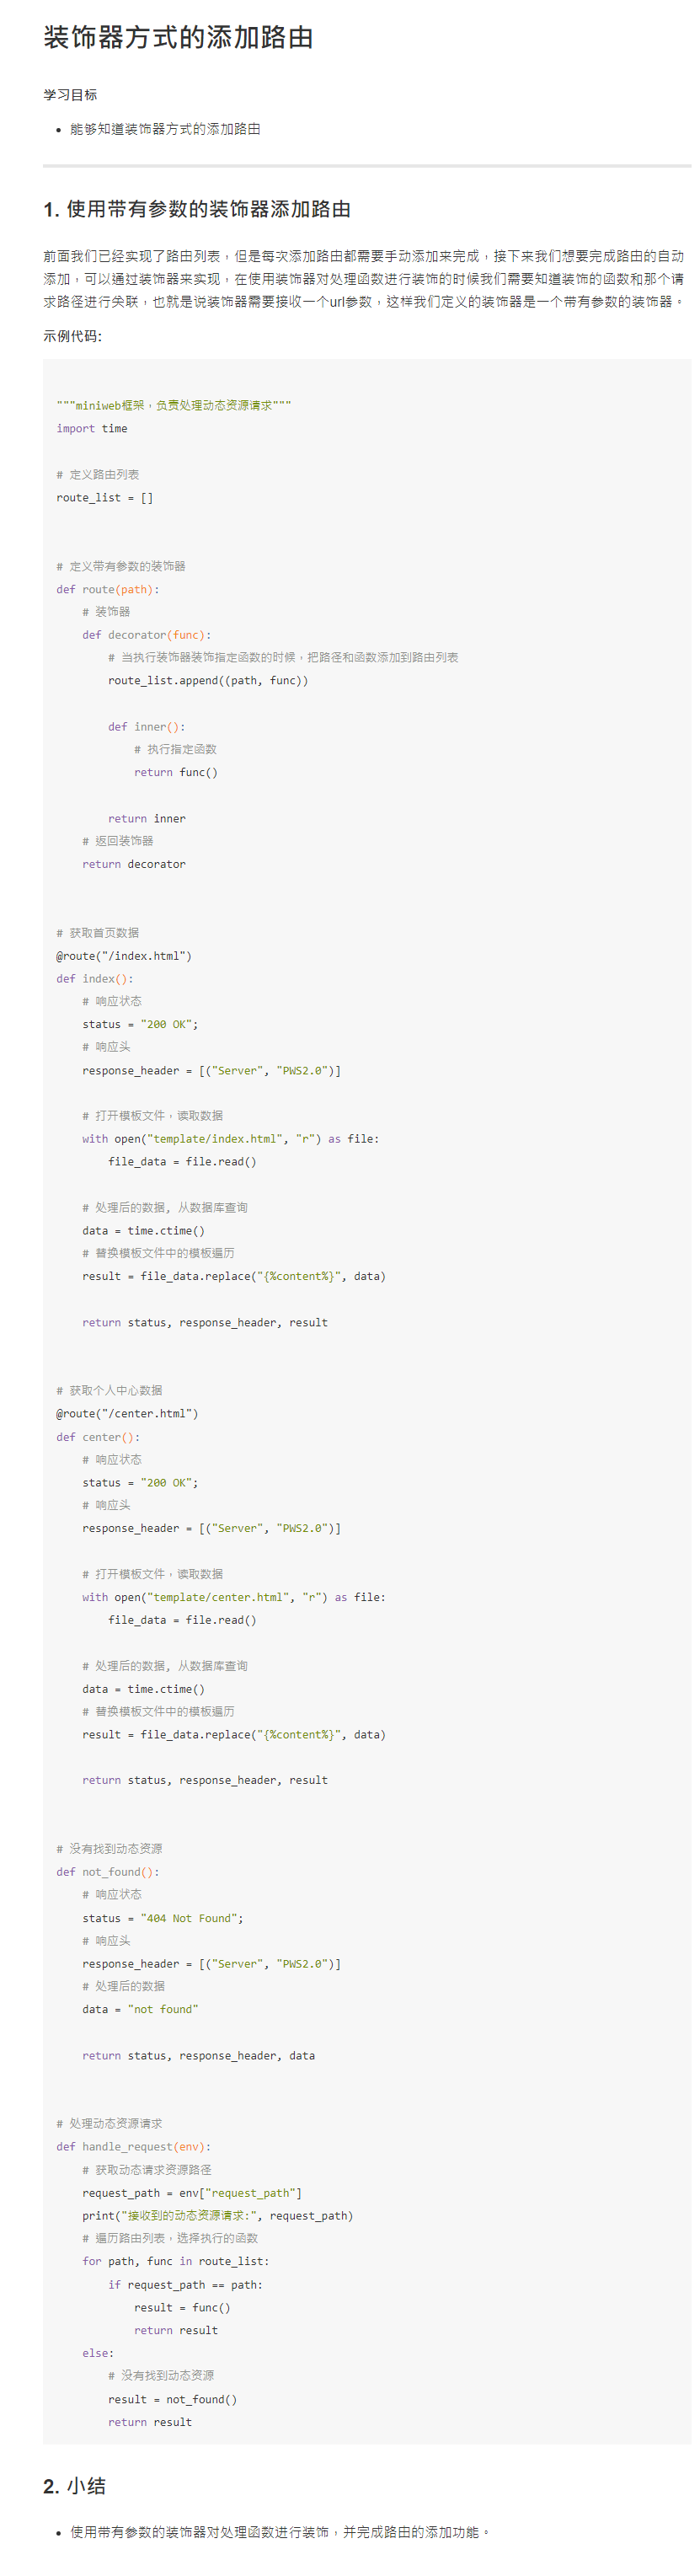 装饰器方式的添加路由
学习目标
• 能够知道装饰器方式的添加路由
1. 使用带有参数的装饰器添加路由
前面我们已经实现了路由列表，但是每次添加路由都需要手动添加来完成，接下来我们想要完成路由的自动
添加，可以通过装饰器来实现，在使用装饰器对处理函数进行装饰的时候我们需要知道装饰的函数和那个请
求路径进行关联，也就是说装饰器需要接收一个url参数，这样我们定义的装饰器是一个带有参数的装饰器。
示例代码:
"""miniweb框架，负责处理动态资源请求"""
import time
# 定义路由列表
route_list = []
# 定义带有参数的装饰器
def route(path):
    # 装饰器
    def decorator(func):
        # 当执行装饰器装饰指定函数的时候，把路径和函数添加到路由列表
        route_list.append((path, func))
        def inner():
            # 执行指定函数
            return func()
        return inner
    # 返回装饰器
    return decorator
# 获取首页数据
@route("/index.html")
def index():
    # 响应状态
    status = "200 OK";
    # 响应头
    response_header = [("Server", "PWS2.0")]
    # 打开模板文件，读取数据
    with open("template/index.html", "r") as file:
        file_data = file.read()
    # 处理后的数据, 从数据库查询
    data = time.ctime()
    # 替换模板文件中的模板遍历
    result = file_data.replace("{%content%}", data)
    return status, response_header, result
# 获取个人中心数据
@route("/center.html")
def center():
    # 响应状态
    status = "200 OK";
    # 响应头
    response_header = [("Server", "PWS2.0")]
    # 打开模板文件，读取数据
    with open("template/center.html", "r") as file:
        file_data = file.read()
    # 处理后的数据, 从数据库查询
    data = time.ctime()
    # 替换模板文件中的模板遍历
    result = file_data.replace("{%content%}", data)
    return status, response_header, result
# 没有找到动态资源
def not_found():
    # 响应状态
    status = "404 Not Found";
    # 响应头
    response_header = [("Server", "PWS2.0")]
    # 处理后的数据
    data = "not found"
    return status, response_header, data
# 处理动态资源请求
def handle_request(env):
    # 获取动态请求资源路径
    request_path = env["request_path"]
    print("接收到的动态资源请求:", request_path)
    # 遍历路由列表，选择执行的函数
    for path, func in route_list:
        if request_path == path:
            result = func()
            return result
    else:
        # 没有找到动态资源
        result = not_found()
        return result
2. 小结
• 使用带有参数的装饰器对处理函数进行装饰，并完成路由的添加功能。